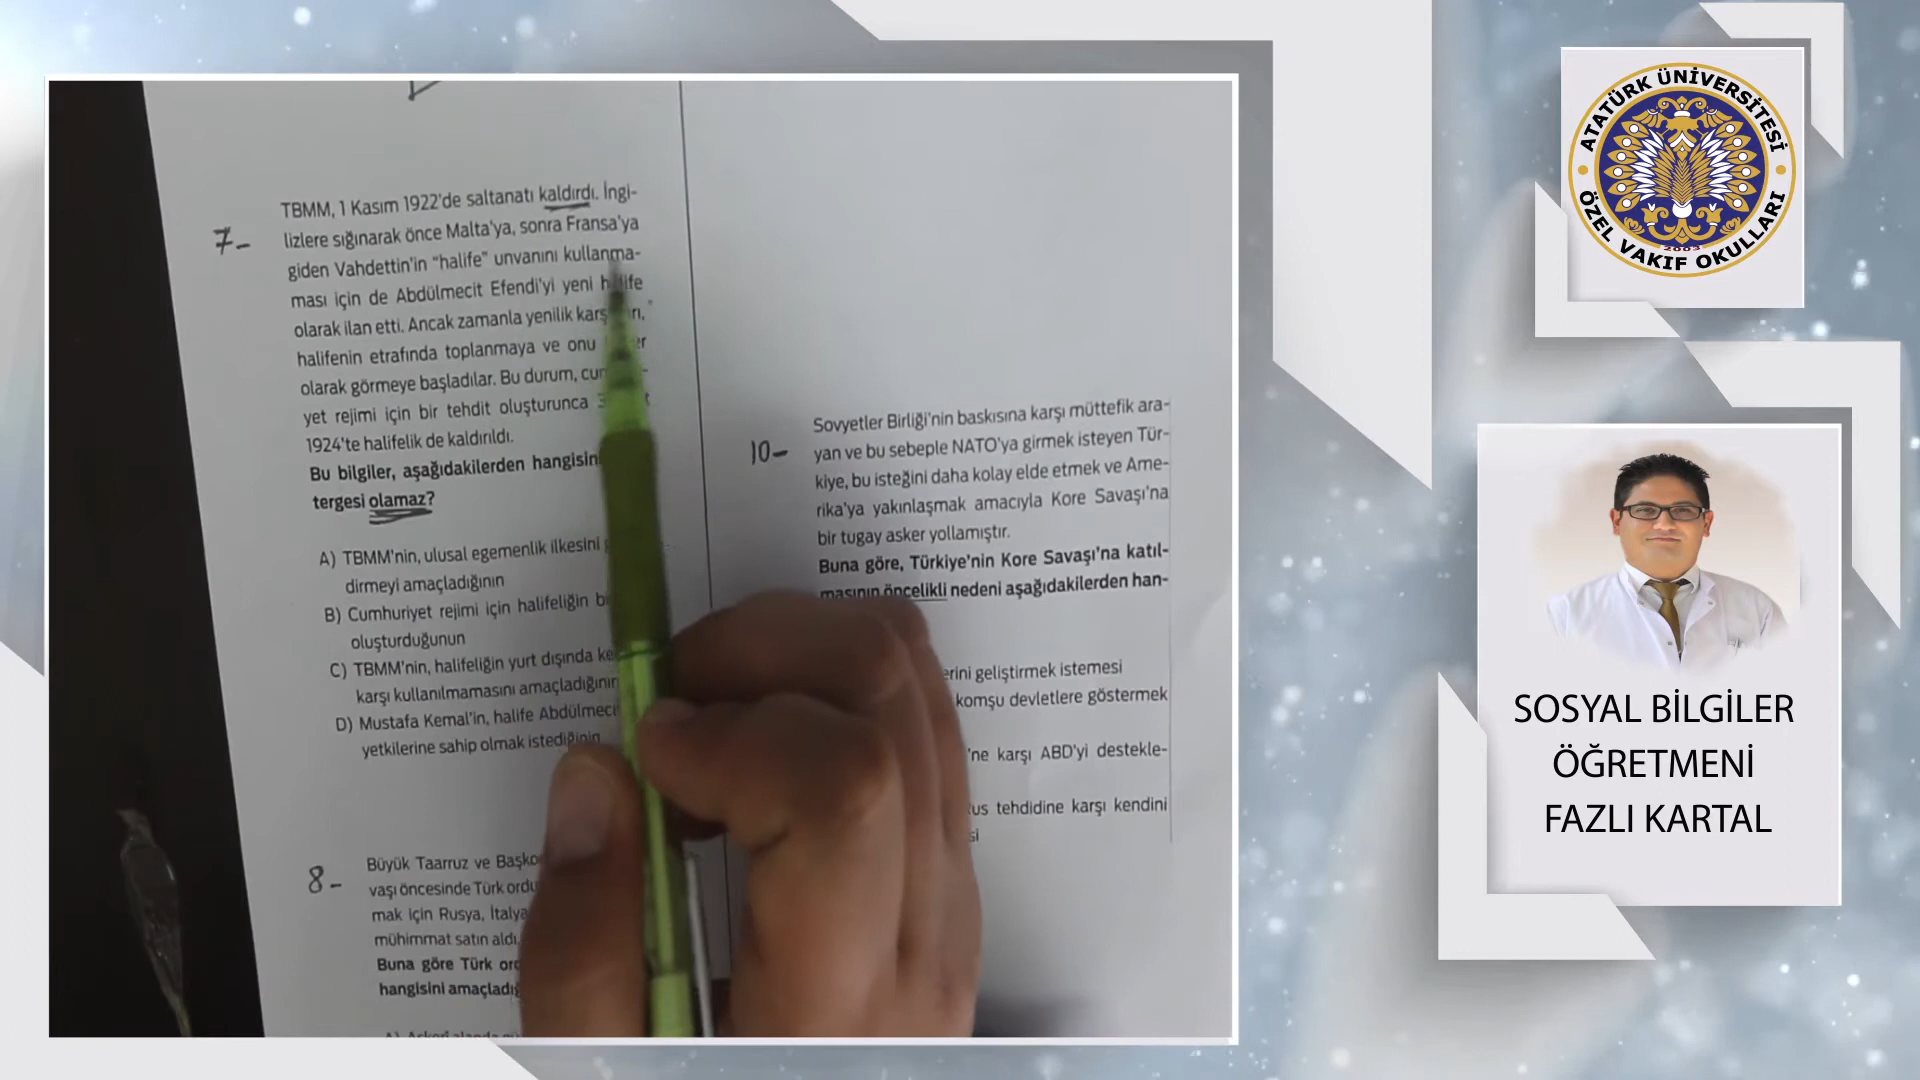 7-
TBMM, 1 Kasım 1922'de saltanatı kaldırdı. İngi-
lizlere sığınarak önce Malta'ya, sonra Fransa'ya
giden Vahdettin'in "halife" unvanını kullanma-
ması için de Abdülmecit Efendi'yi yeni
olarak ilan etti. Ancak zamanla yenilik
halifenin etrafında toplanmaya ve onu
olarak görmeye başladılar. Bu durum,
yet rejimi için bir tehdit oluşturunca
1924'te halifelik de kaldırıldı.
Bu bilgiler, aşağıdakilerden
tergesi olamaz?
A) TBMM'nin, ulusal egemenlik ilkesini
dirmeyi amaçladığının
B) Cumhuriyet rejimi için halifeliğin
oluşturduğunun
C) TBMM'nin, halifeliğin yurt dışında
karşı kullanılmamasını amaçladığının
D) Mustafa Kemal'in, halife
yetkilerine sahip olmak istediğinin
8-
Büyük Taarruz ve
vaşı öncesinde Türk
mak için Rusya, İtalya
mühimmat satın aldı.
Buna göre Türk
hangisini
10-
Sovyetler Birliği'nin baskısına karşı müttefik ara-
yan ve bu sebeple NATO'ya girmek isteyen Tür-
kiye, bu isteğini daha kolay elde etmek ve Ame-
rika'ya yakınlaşmak amacıyla Kore Savaşı'na
bir tugay asker yollamıştır.
Buna göre, Türkiye'nin Kore Savaşı'na katıl-
masının öncelikli nedeni aşağıdakilerden han-
geliştirmek istemesi
komşu devletlere göstermek
'ne karşı ABD'yi destekle-
tehdidine karşı kendini
ATATÜRK ÜNİVERSİTESİ
ÖZEL VAKIF OKULLARI
2003
SOSYAL BİLGİLER
ÖĞRETMENİ
FAZLI KARTAL